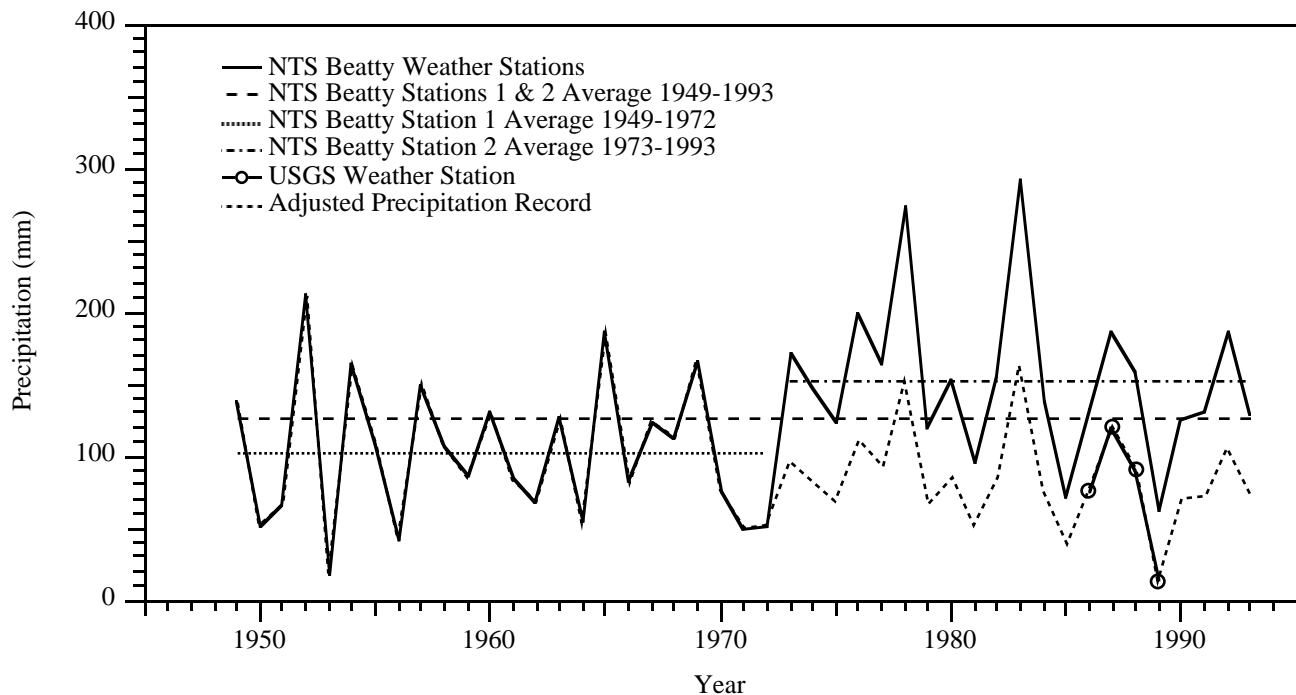 400
300
200
100
0
Precipitation (mm)
NTS Beatty Weather Stations
NTS Beatty Stations 1 & 2 Average 1949-1993
NTS Beatty Station 1 Average 1949-1972
NTS Beatty Station 2 Average 1973-1993
USGS Weather Station
Adjusted Precipitation Record
1950 1960 1970 1980 1990
Year